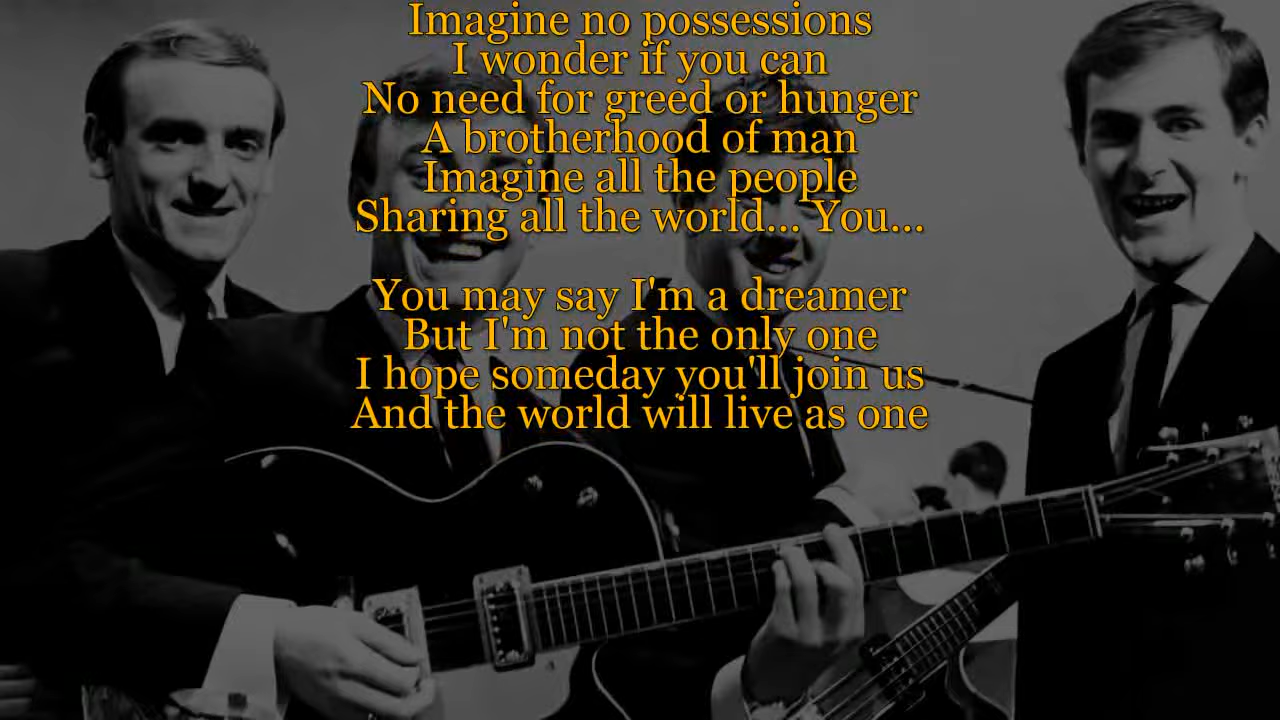 Imagine no possessions
I wonder if you can
No need for greed or hunger
A brotherhood of man
Imagine all the people
Sharing all the world... You...
You may say I'm a dreamer
But I'm not the only one
I hope someday you'll join us
And the world will live as one